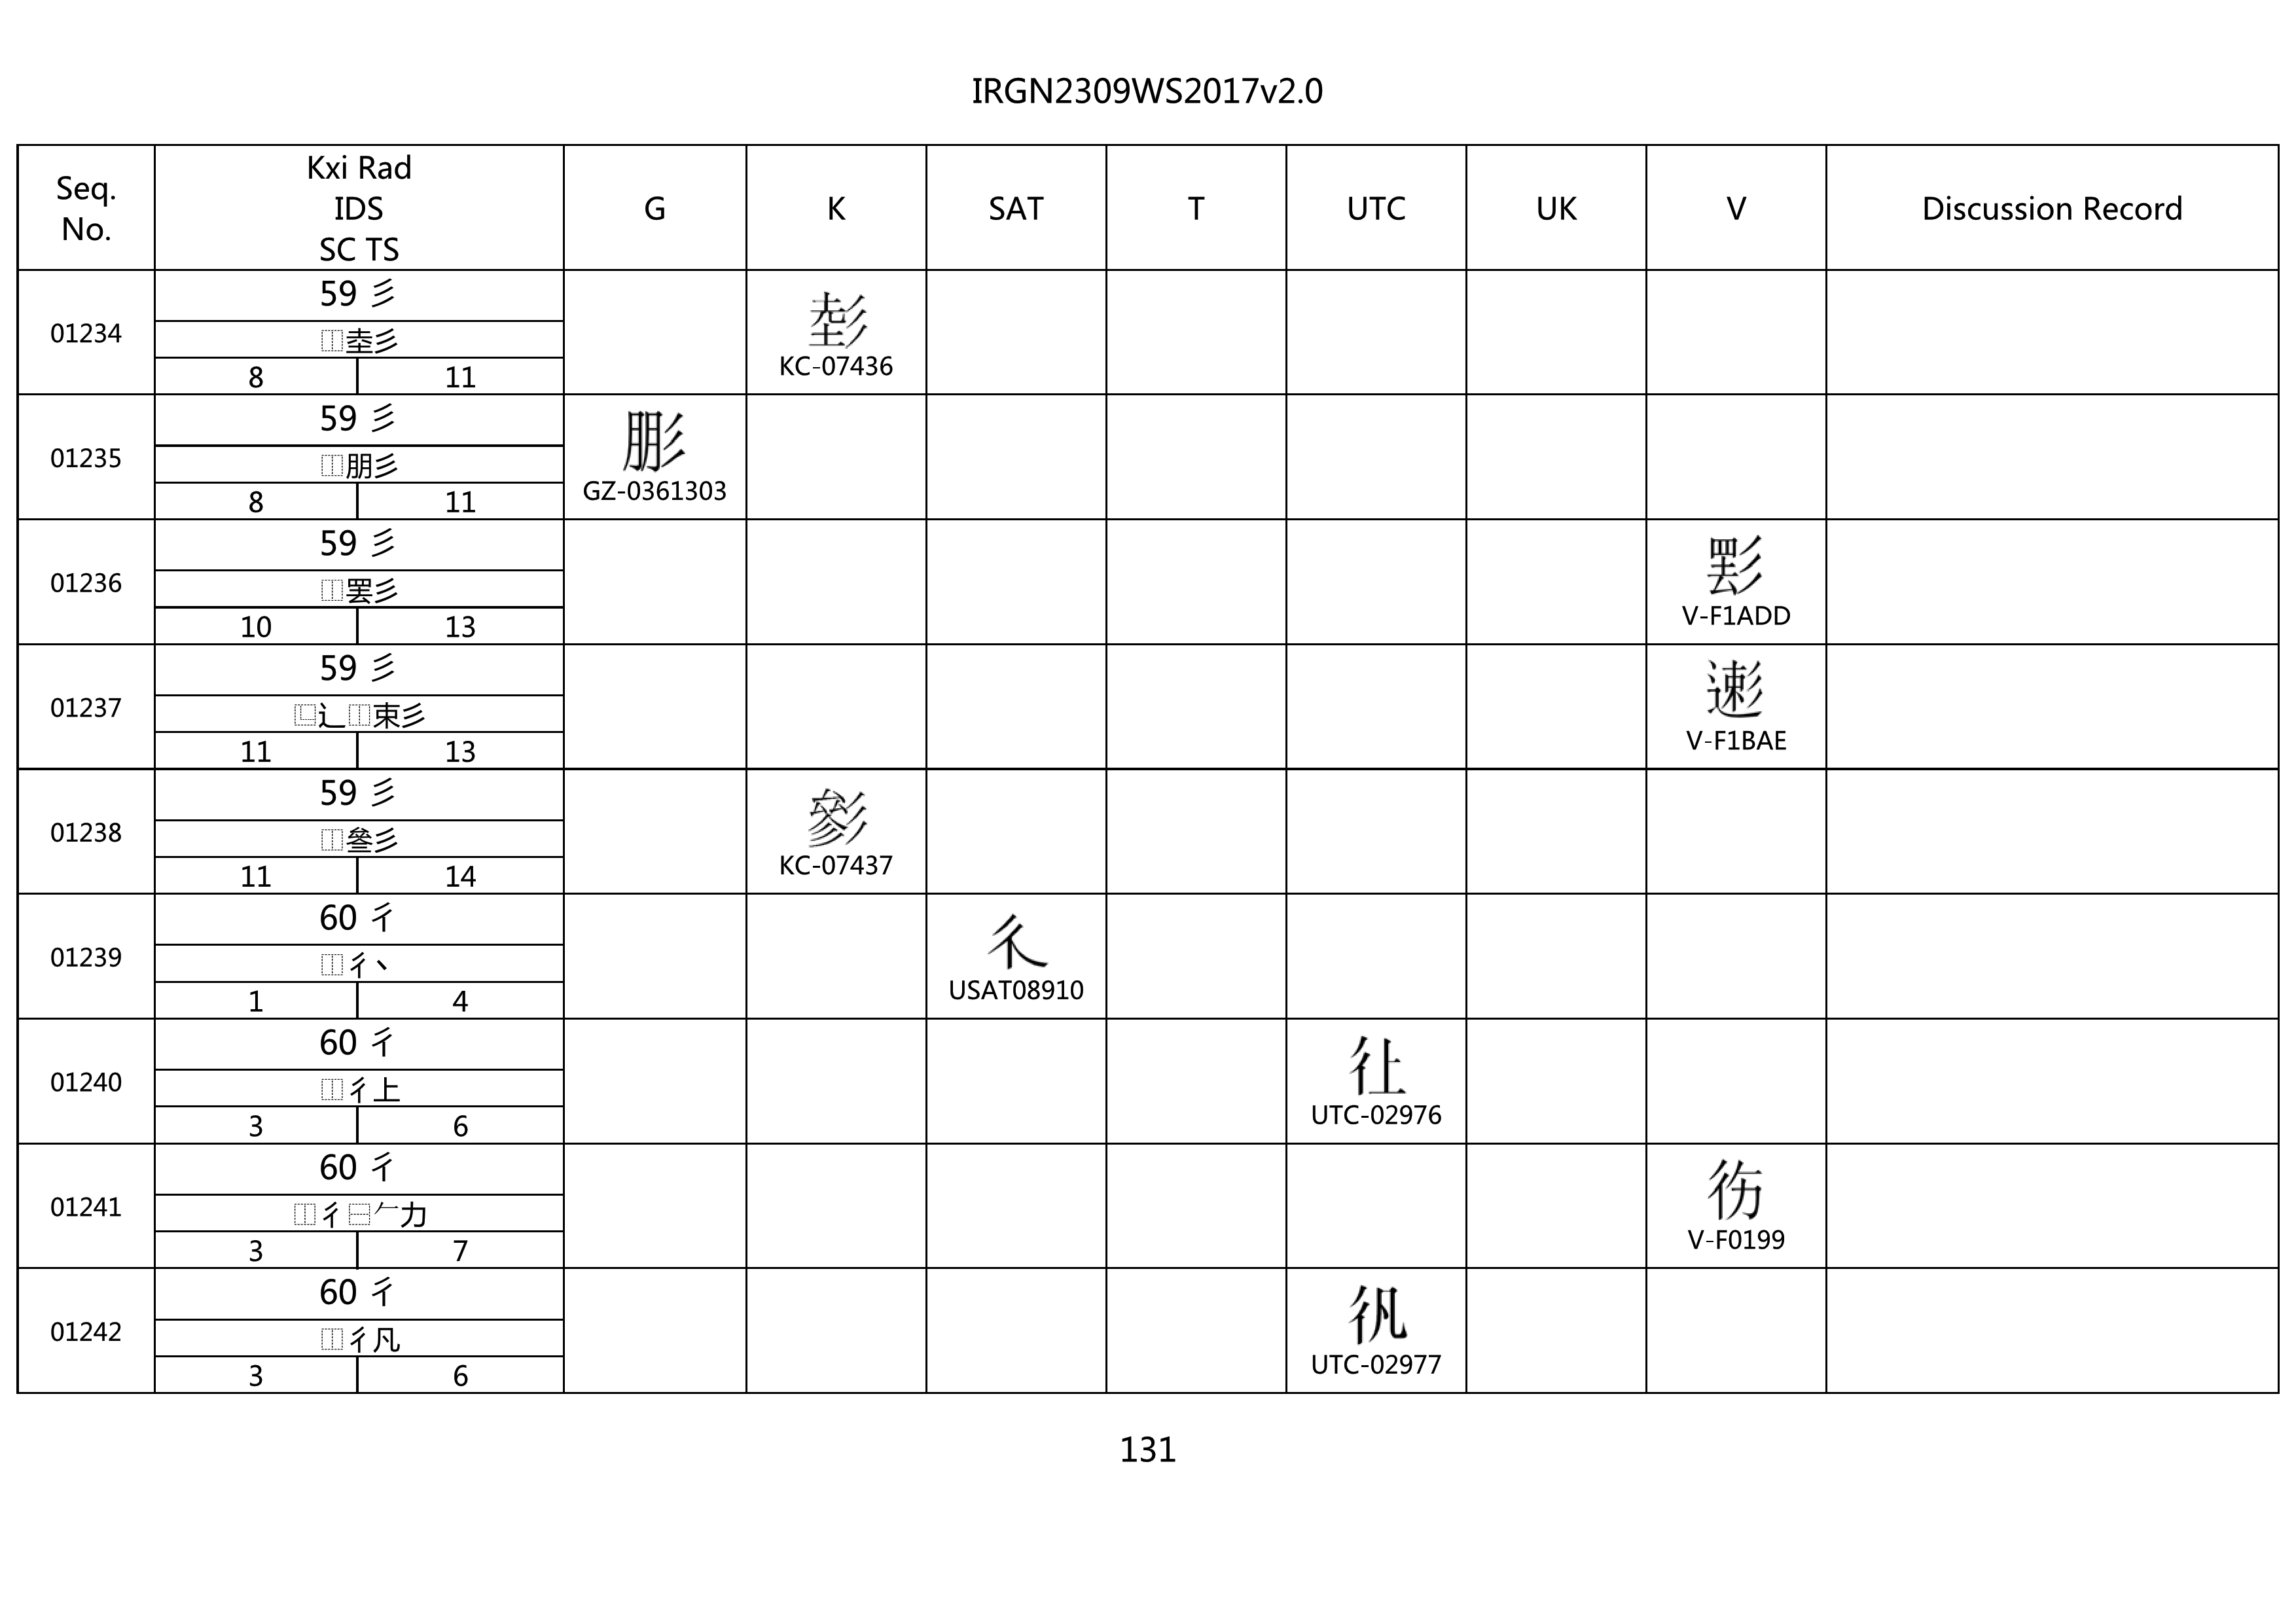 IRGN2309WS2017v2.0
Seq. No.
Kxi Rad
IDS
SC TS
G K SAT T UTC UK V Discussion Record
01234
59 彡
⿰坴彡
8 11
KC-07436
01235
59 彡
⿰朋彡
8 11
GZ-0361303
01236
59 彡
⿰罢彡
10 13
V-F1ADD
01237
59 彡
⿺辶⿰束彡
11 13
V-F1BAE
01238
59 彡
⿰叄彡
11 14
KC-07437
01239
60 彳
⿰彳丶
1 4
USAT08910
01240
60 彳
⿰彳上
3 6
UTC-02976
01241
60 彳
⿰彳⿱𠂉力
3 7
V-F0199
01242
60 彳
⿰彳凡
3 6
UTC-02977
131